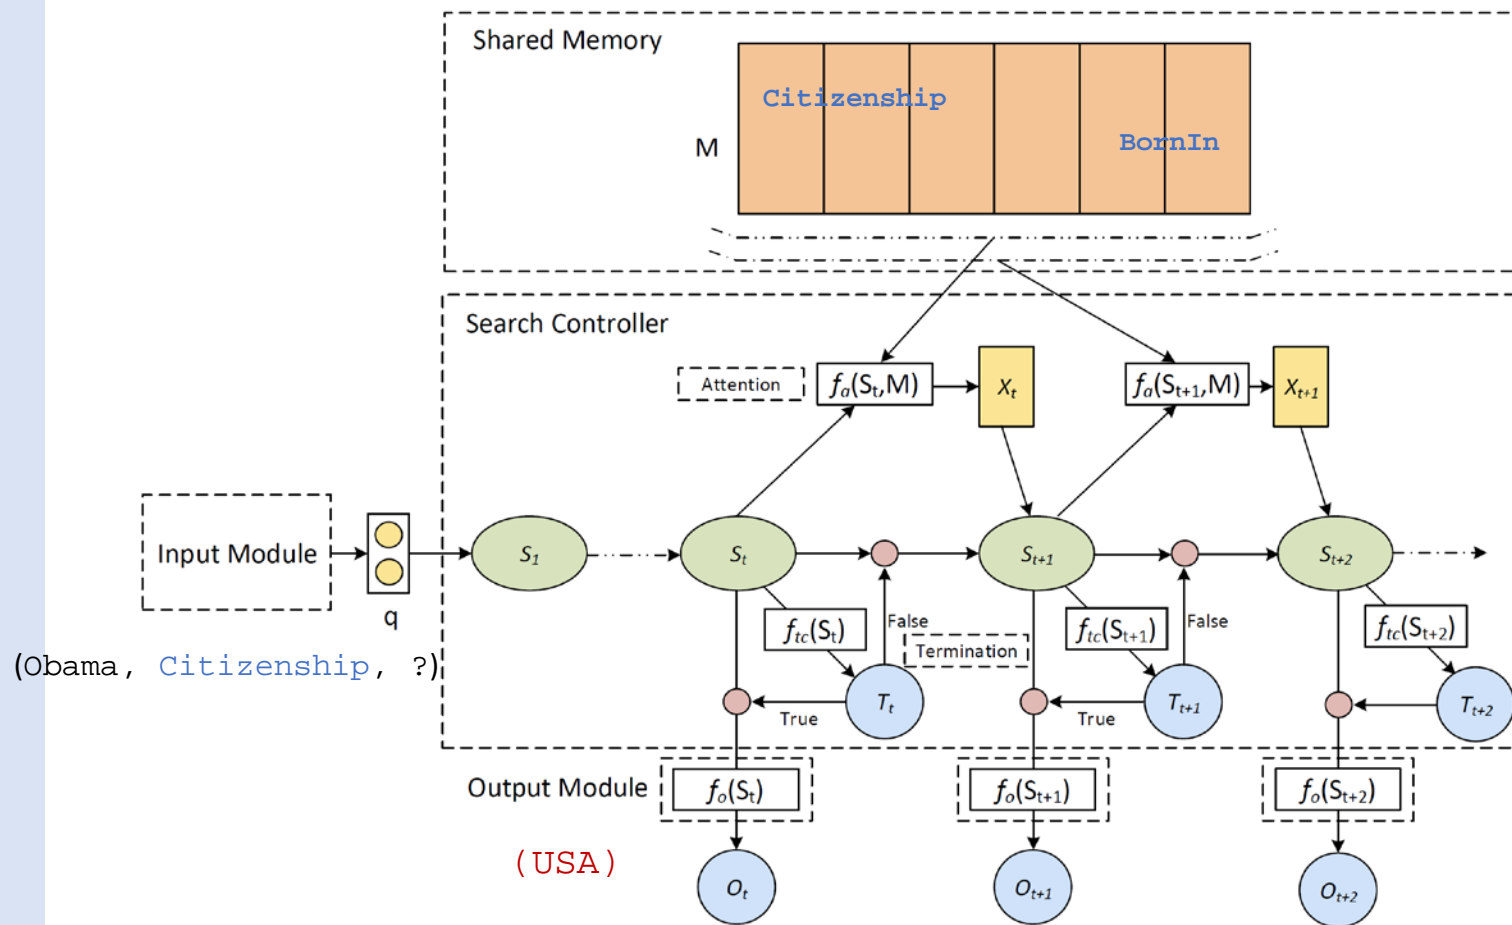 Shared Memory
Citizenship
BornIn
M
Search Controller
Attention
fa(St,M)
Xt
fa(St+1,M)
Xt+1
Input Module
q
S1
St
St+1
St+2
ftc(St)
False
ftc(St+1)
False
ftc(St+2)
Termination
(Obama, Citizenship, ?)
True
Tt
True
Tt+1
Tt+2
Output Module
fo(St)
fo(St+1)
fo(St+2)
(USA)
Ot
Ot+1
Ot+2